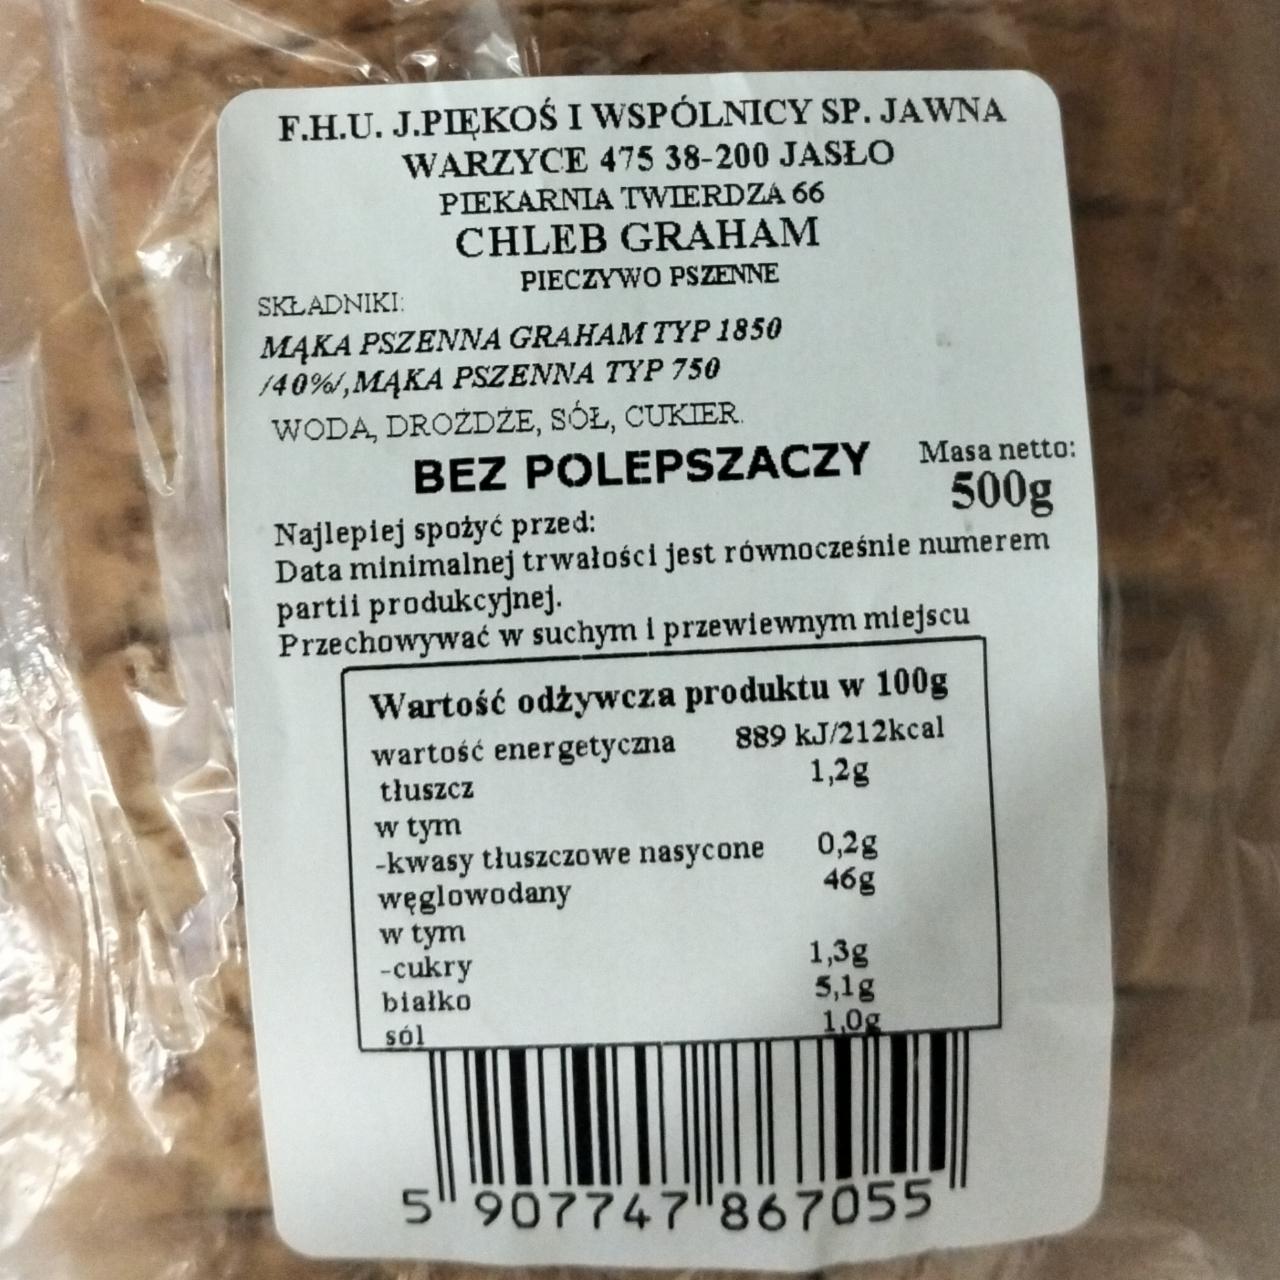 F.H.U. J.PIĘKOŚ I WSPÓLNICY SP. JAWNA
WARZYCE 475 38-200 JASŁO
PIEKARNIA TWIERDZA 66
CHLEB GRAHAM
PIECZYWO PSZENNE
SKŁADNIKI:
MĄKA PSZENNA GRAHAM TYP 1850
/40%/,MĄKA PSZENNA TYP 750
WODA, DROŻDŻE, SÓŁ, CUKIER.
BEZ POLEPSZACZY
Masa netto:
500g
Najlepiej spożyć przed:
Data minimalnej trwałości jest równocześnie numerem
partii produkcyjnej.
Przechowywać w suchym i przewiewnym miejscu
Wartość odżywcza produktu w 100g
wartość energetyczna 889 kJ/212kcal
tłuszcz 1,2g
w tym
-kwasy tłuszczowe nasycone 0,2g
węglowodany 46g
w tym
-cukry 1,3g
białko 5,1g
sól 1,0g
5 907747 867055